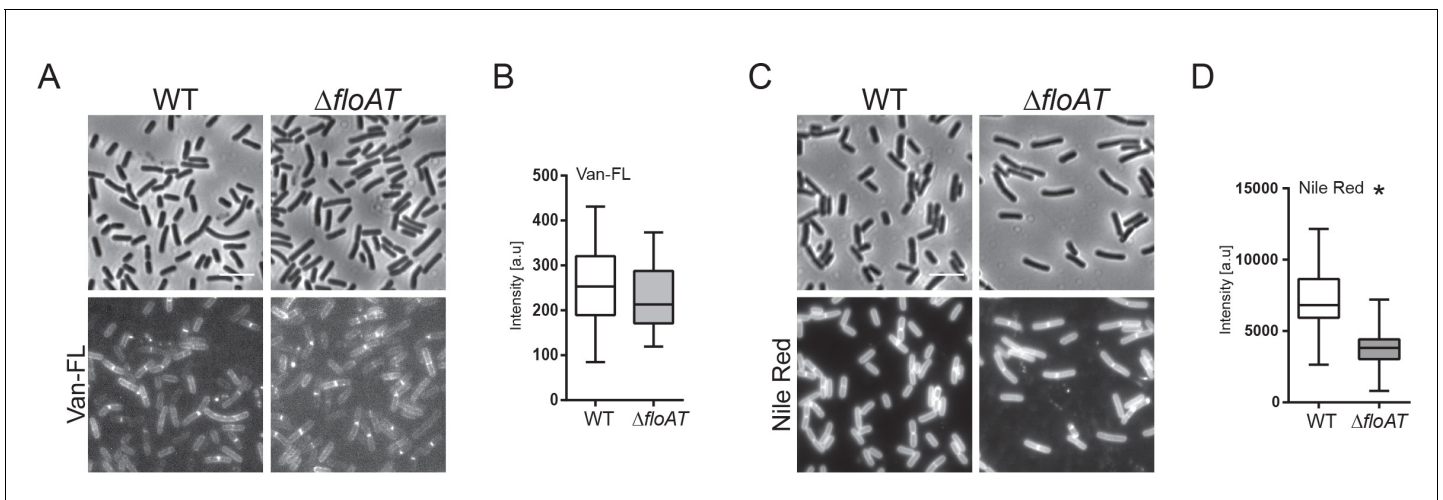 A
WT
ΔfloAT
Van-FL
B
Van-FL
Intensity [a.u]
500
400
300
200
100
0
WT
ΔfloAT
C
WT
ΔfloAT
Nile Red
D
Nile Red *
Intensity [a.u]
15000
10000
5000
0
WT
ΔfloAT